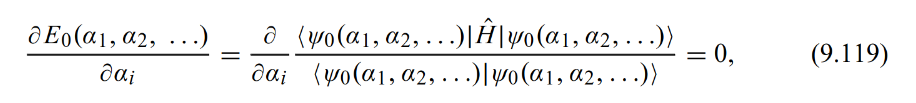 ∂E₀(α₁, α₂, …)/∂αᵢ = ∂/∂αᵢ ⟨ψ₀(α₁, α₂, …)|Ĥ|ψ₀(α₁, α₂, …)⟩/⟨ψ₀(α₁, α₂, …)|ψ₀(α₁, α₂, …)⟩ = 0, (9.119)